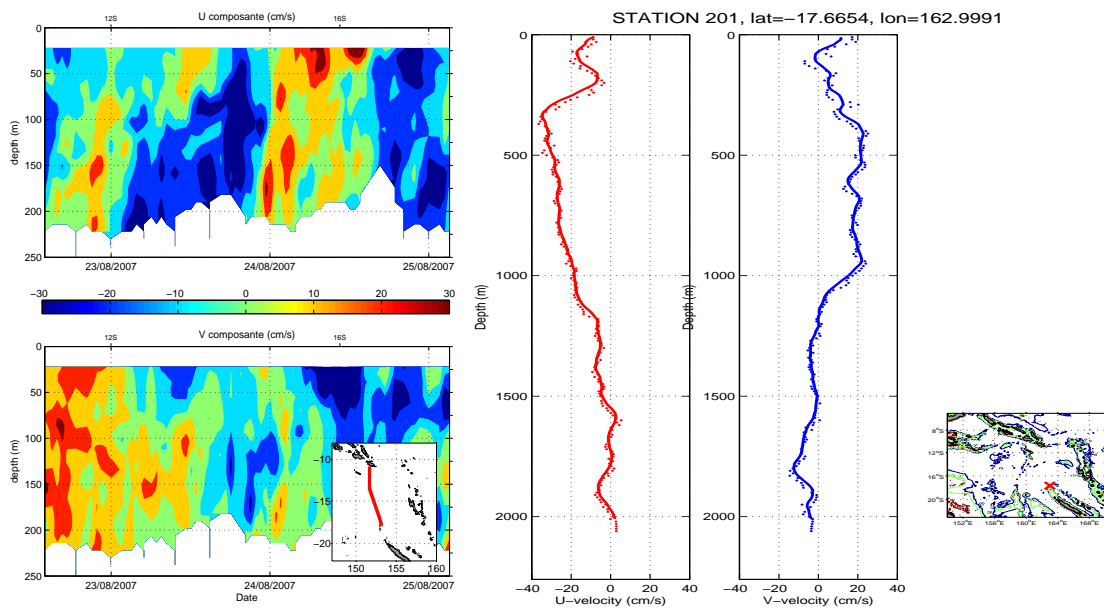 U composante (cm/s)
12S 16S
0
50
100
150
200
250
depth (m)
23/08/2007 24/08/2007 25/08/2007
−30 −20 −10 0 10 20 30
V composante (cm/s)
12S 16S
0
50
100
150
200
250
depth (m)
23/08/2007 24/08/2007 25/08/2007
Date
−10
−15
−20
150 155 160
STATION 201, lat=−17.6654, lon=162.9991
0
500
1000
1500
2000
Depth (m)
−40 −20 0 20 40
U−velocity (cm/s)
0
500
1000
1500
2000
Depth (m)
−40 −20 0 20 40
V−velocity (cm/s)
8°S
12°S
16°S
20°S
152°E 156°E 160°E 164°E 168°E